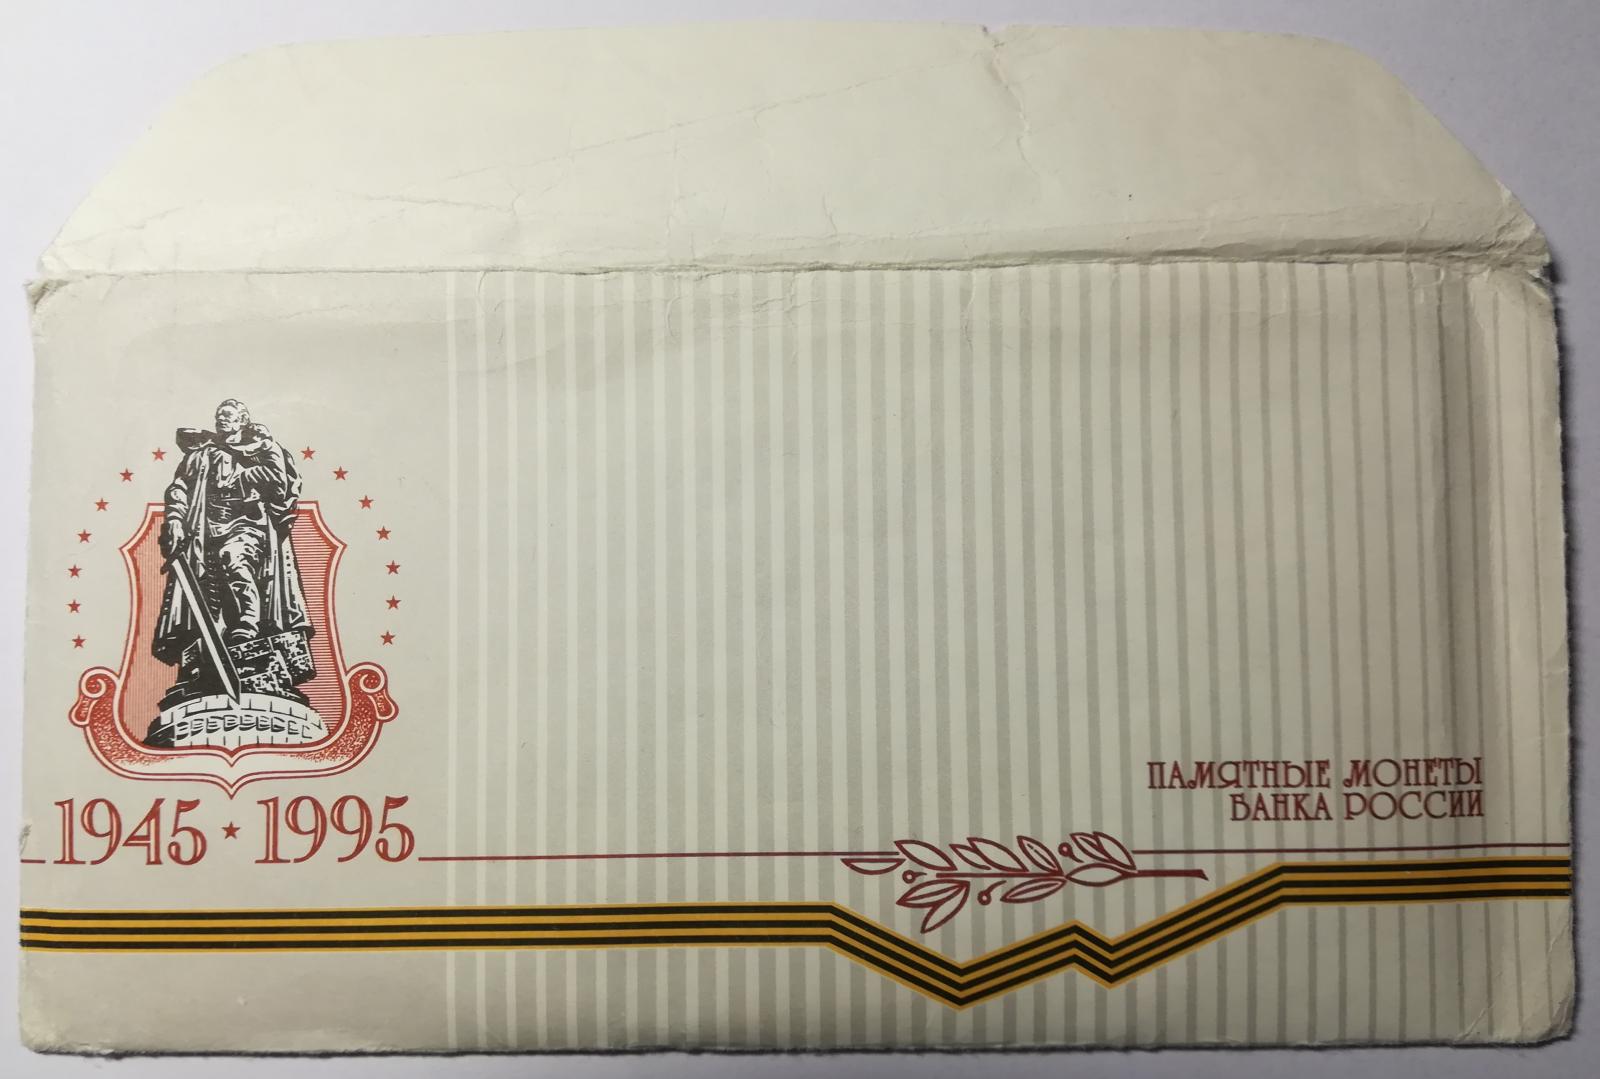 1945 ★ 1995
ПАМЯТНЫЕ МОНЕТЫ
БАНКА РОССИИ